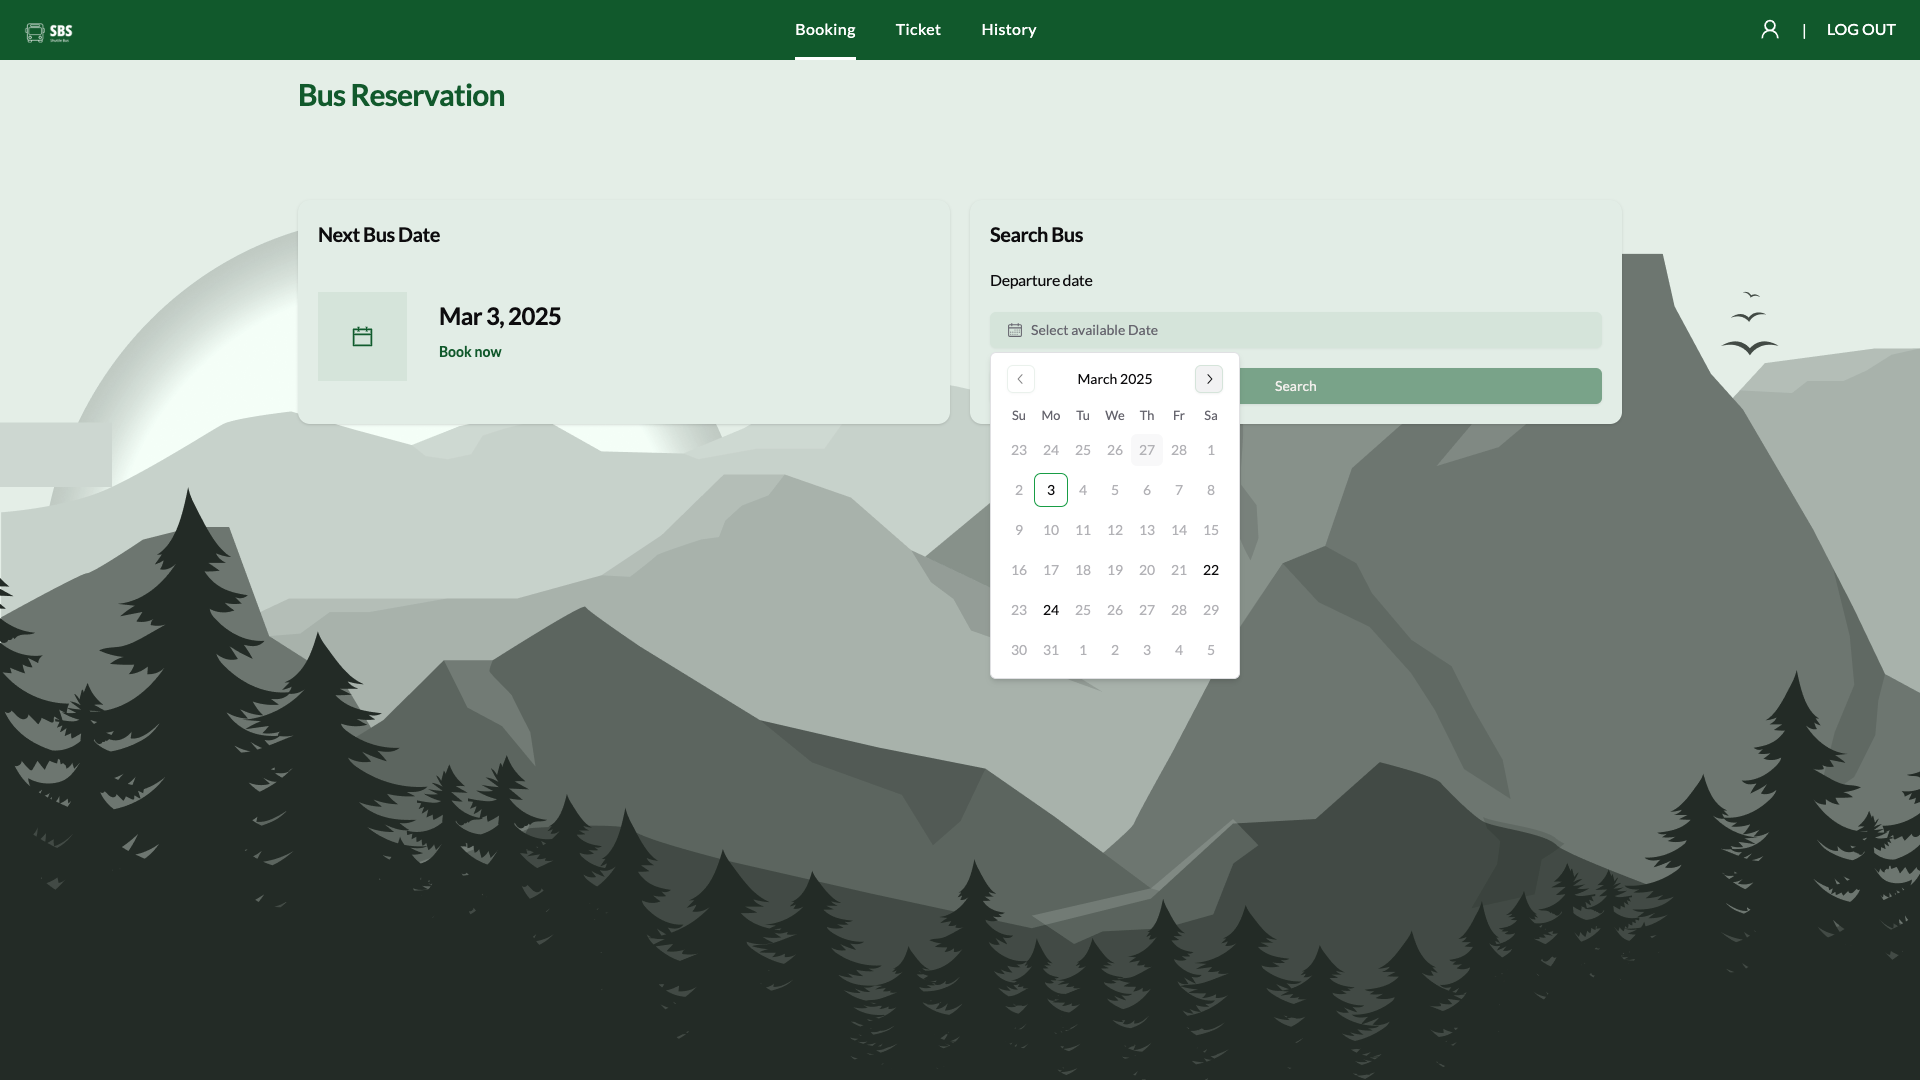 SBS
Booking
Ticket
History
|
LOG OUT
Bus Reservation
Next Bus Date
Mar 3, 2025
Book now
Search Bus
Departure date
Select available Date
Search
March 2025
Su Mo Tu We Th Fr Sa
23 24 25 26 27 28 1
2 3 4 5 6 7 8
9 10 11 12 13 14 15
16 17 18 19 20 21 22
23 24 25 26 27 28 29
30 31 1 2 3 4 5